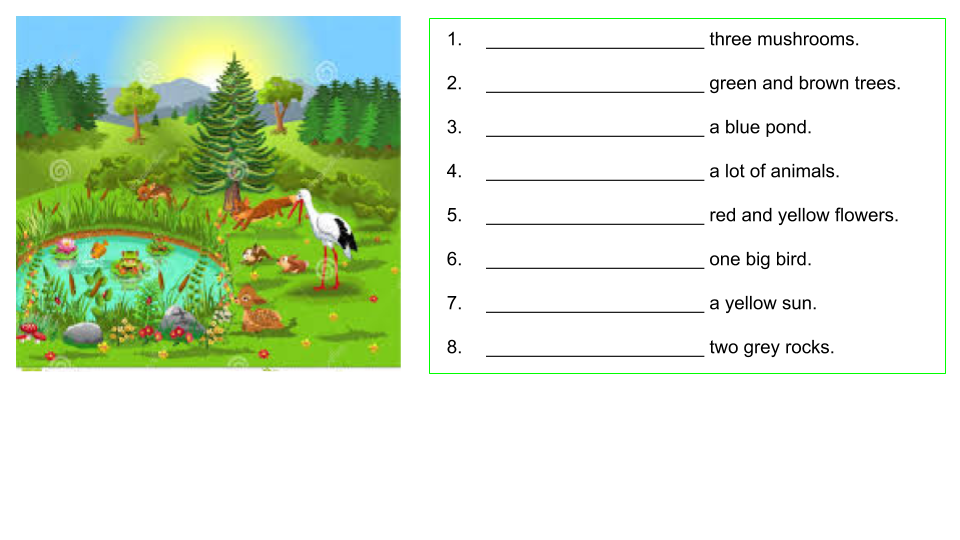 1. ______________________ three mushrooms.
2. ______________________ green and brown trees.
3. ______________________ a blue pond.
4. ______________________ a lot of animals.
5. ______________________ red and yellow flowers.
6. ______________________ one big bird.
7. ______________________ a yellow sun.
8. ______________________ two grey rocks.